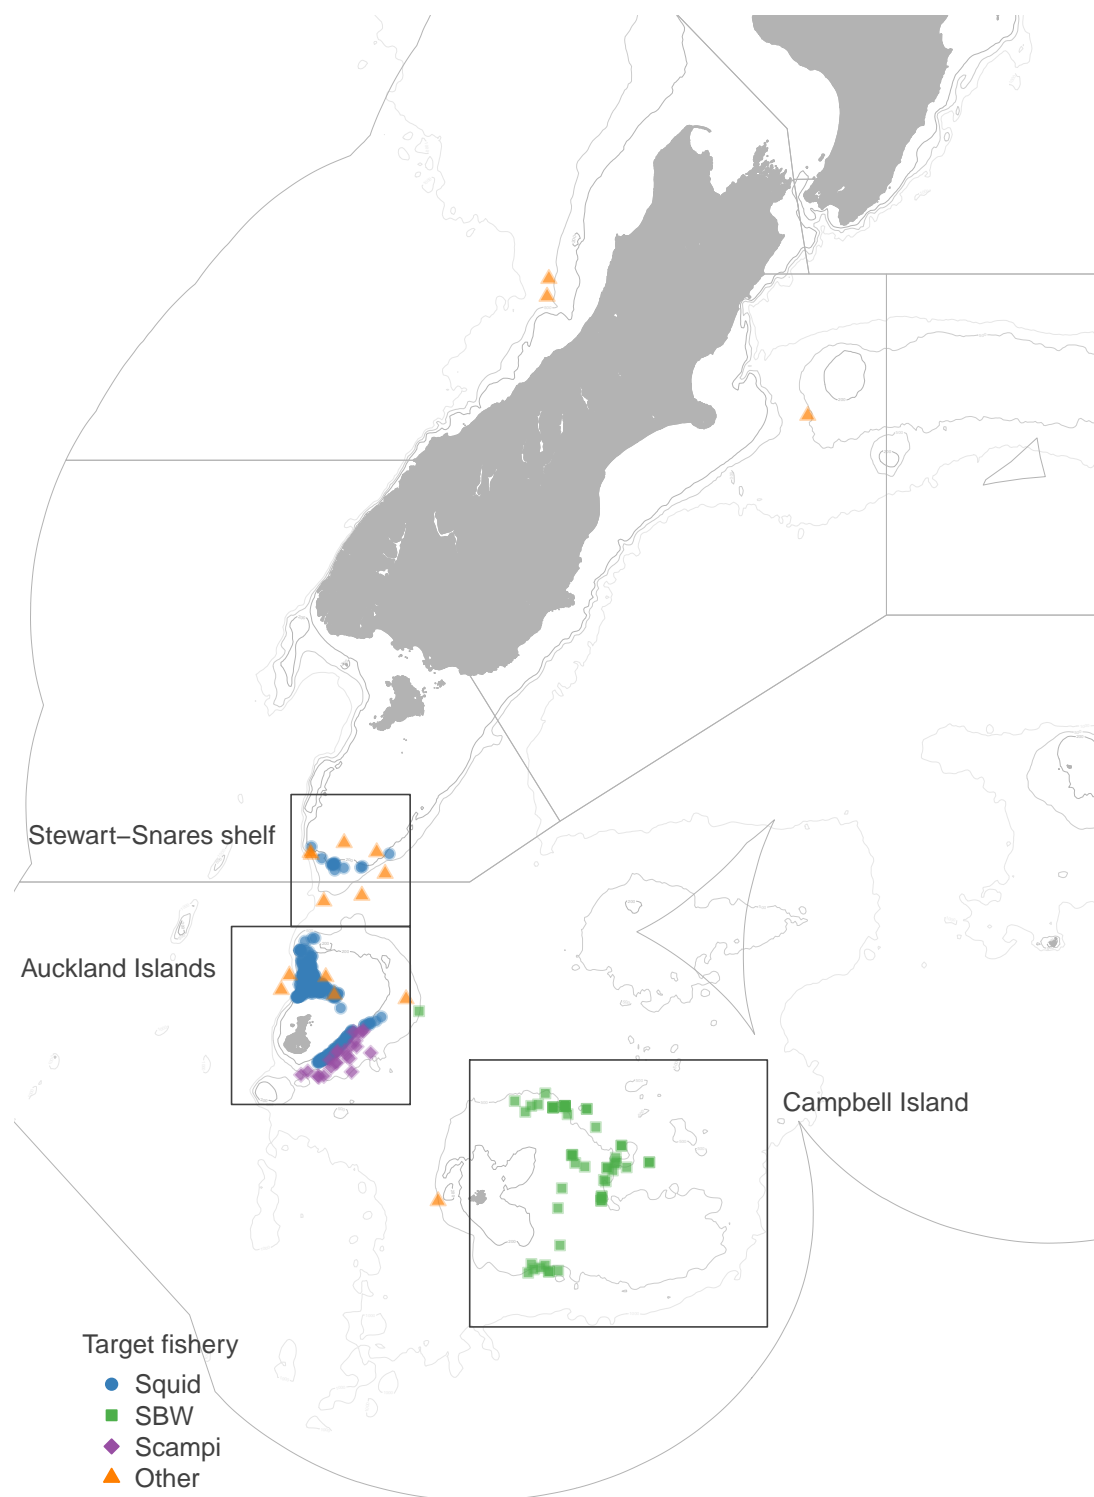 Stewart–Snares shelf
Auckland Islands
Campbell Island
Target fishery
Squid
SBW
Scampi
Other